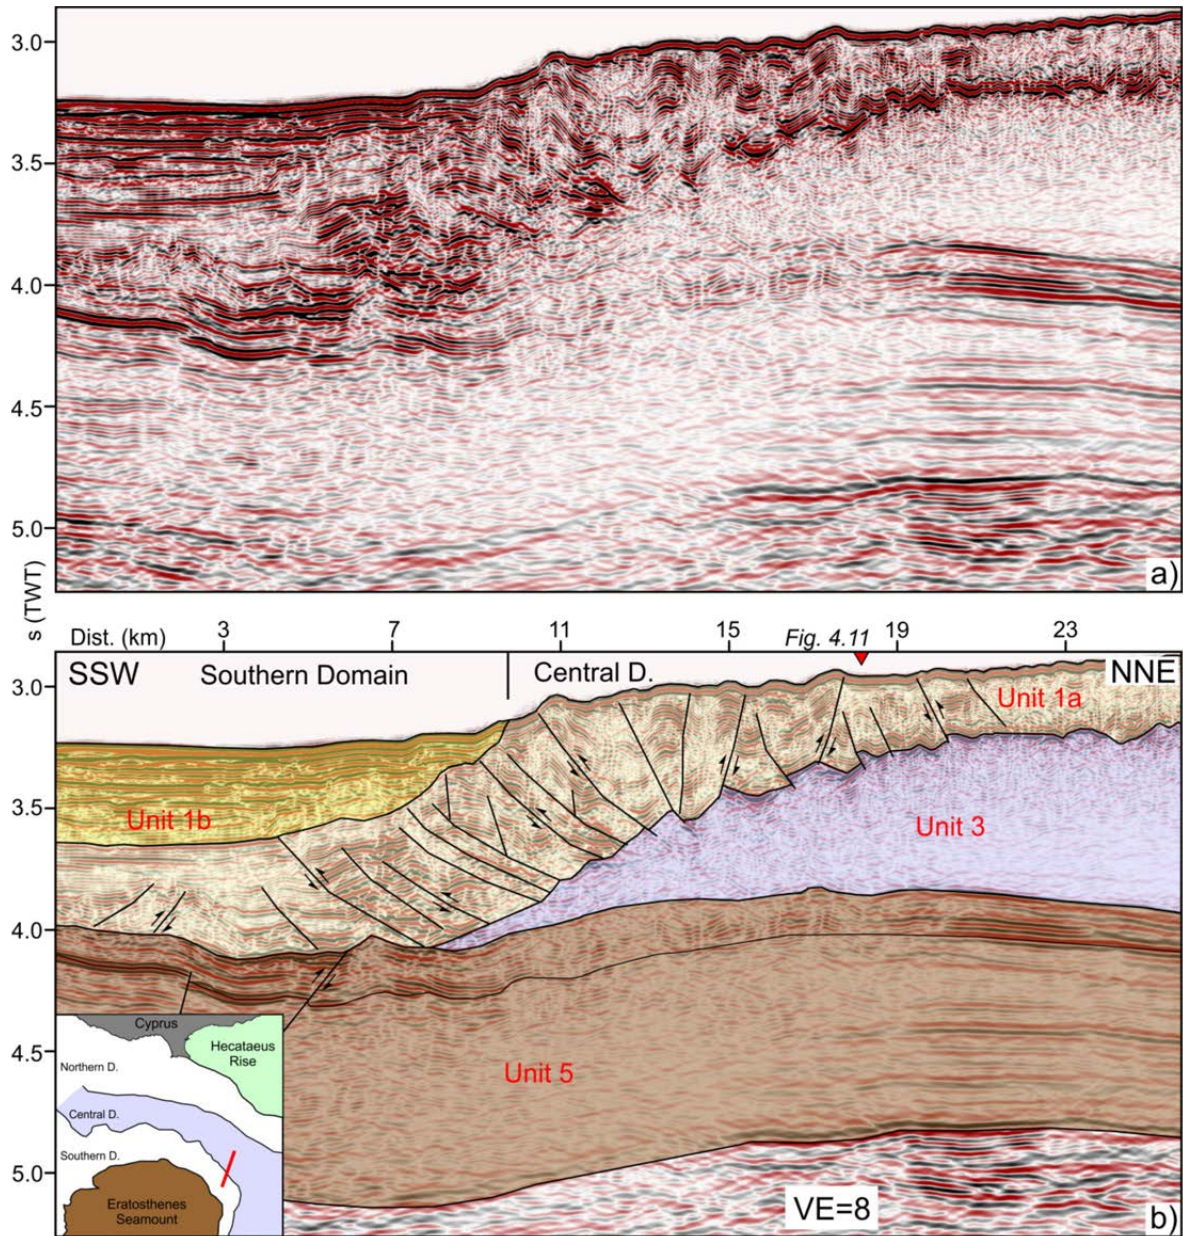 3.0
3.5
4.0
4.5
5.0
a)
s (TWT)
Dist. (km) 3 7 11 15 Fig. 4.11 19 23
SSW Southern Domain Central D. NNE
3.0
Unit 1a
3.5
Unit 1b
Unit 3
4.0
Cyprus
Hecataeus
Rise
4.5
Northern D.
Unit 5
Central D.
Southern D.
5.0
Eratosthenes
Seamount
VE=8
b)